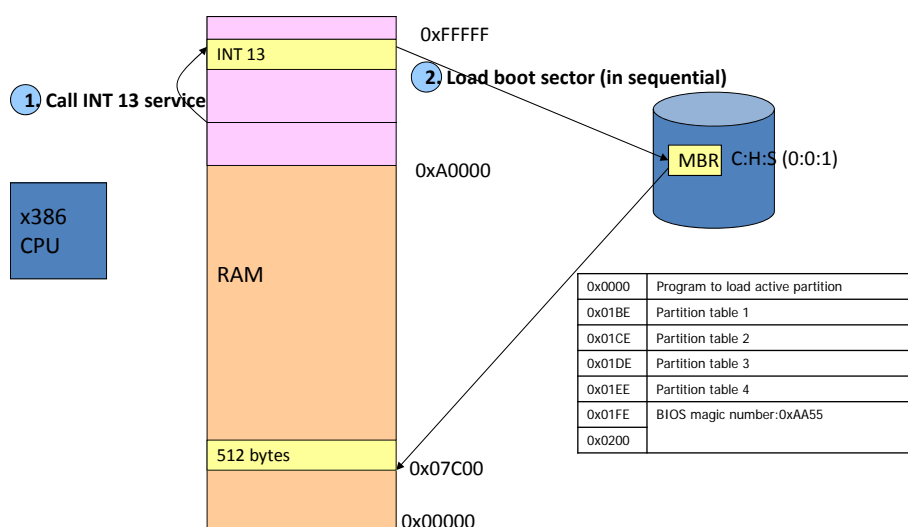 0xFFFFF
INT 13
2. Load boot sector (in sequential)
1. Call INT 13 service
MBR C:H:S (0:0:1)
0xA0000
x386
CPU
RAM
0x0000 Program to load active partition
0x01BE Partition table 1
0x01CE Partition table 2
0x01DE Partition table 3
0x01EE Partition table 4
0x01FE BIOS magic number:0xAA55
0x0200
512 bytes
0x07C00
0x00000